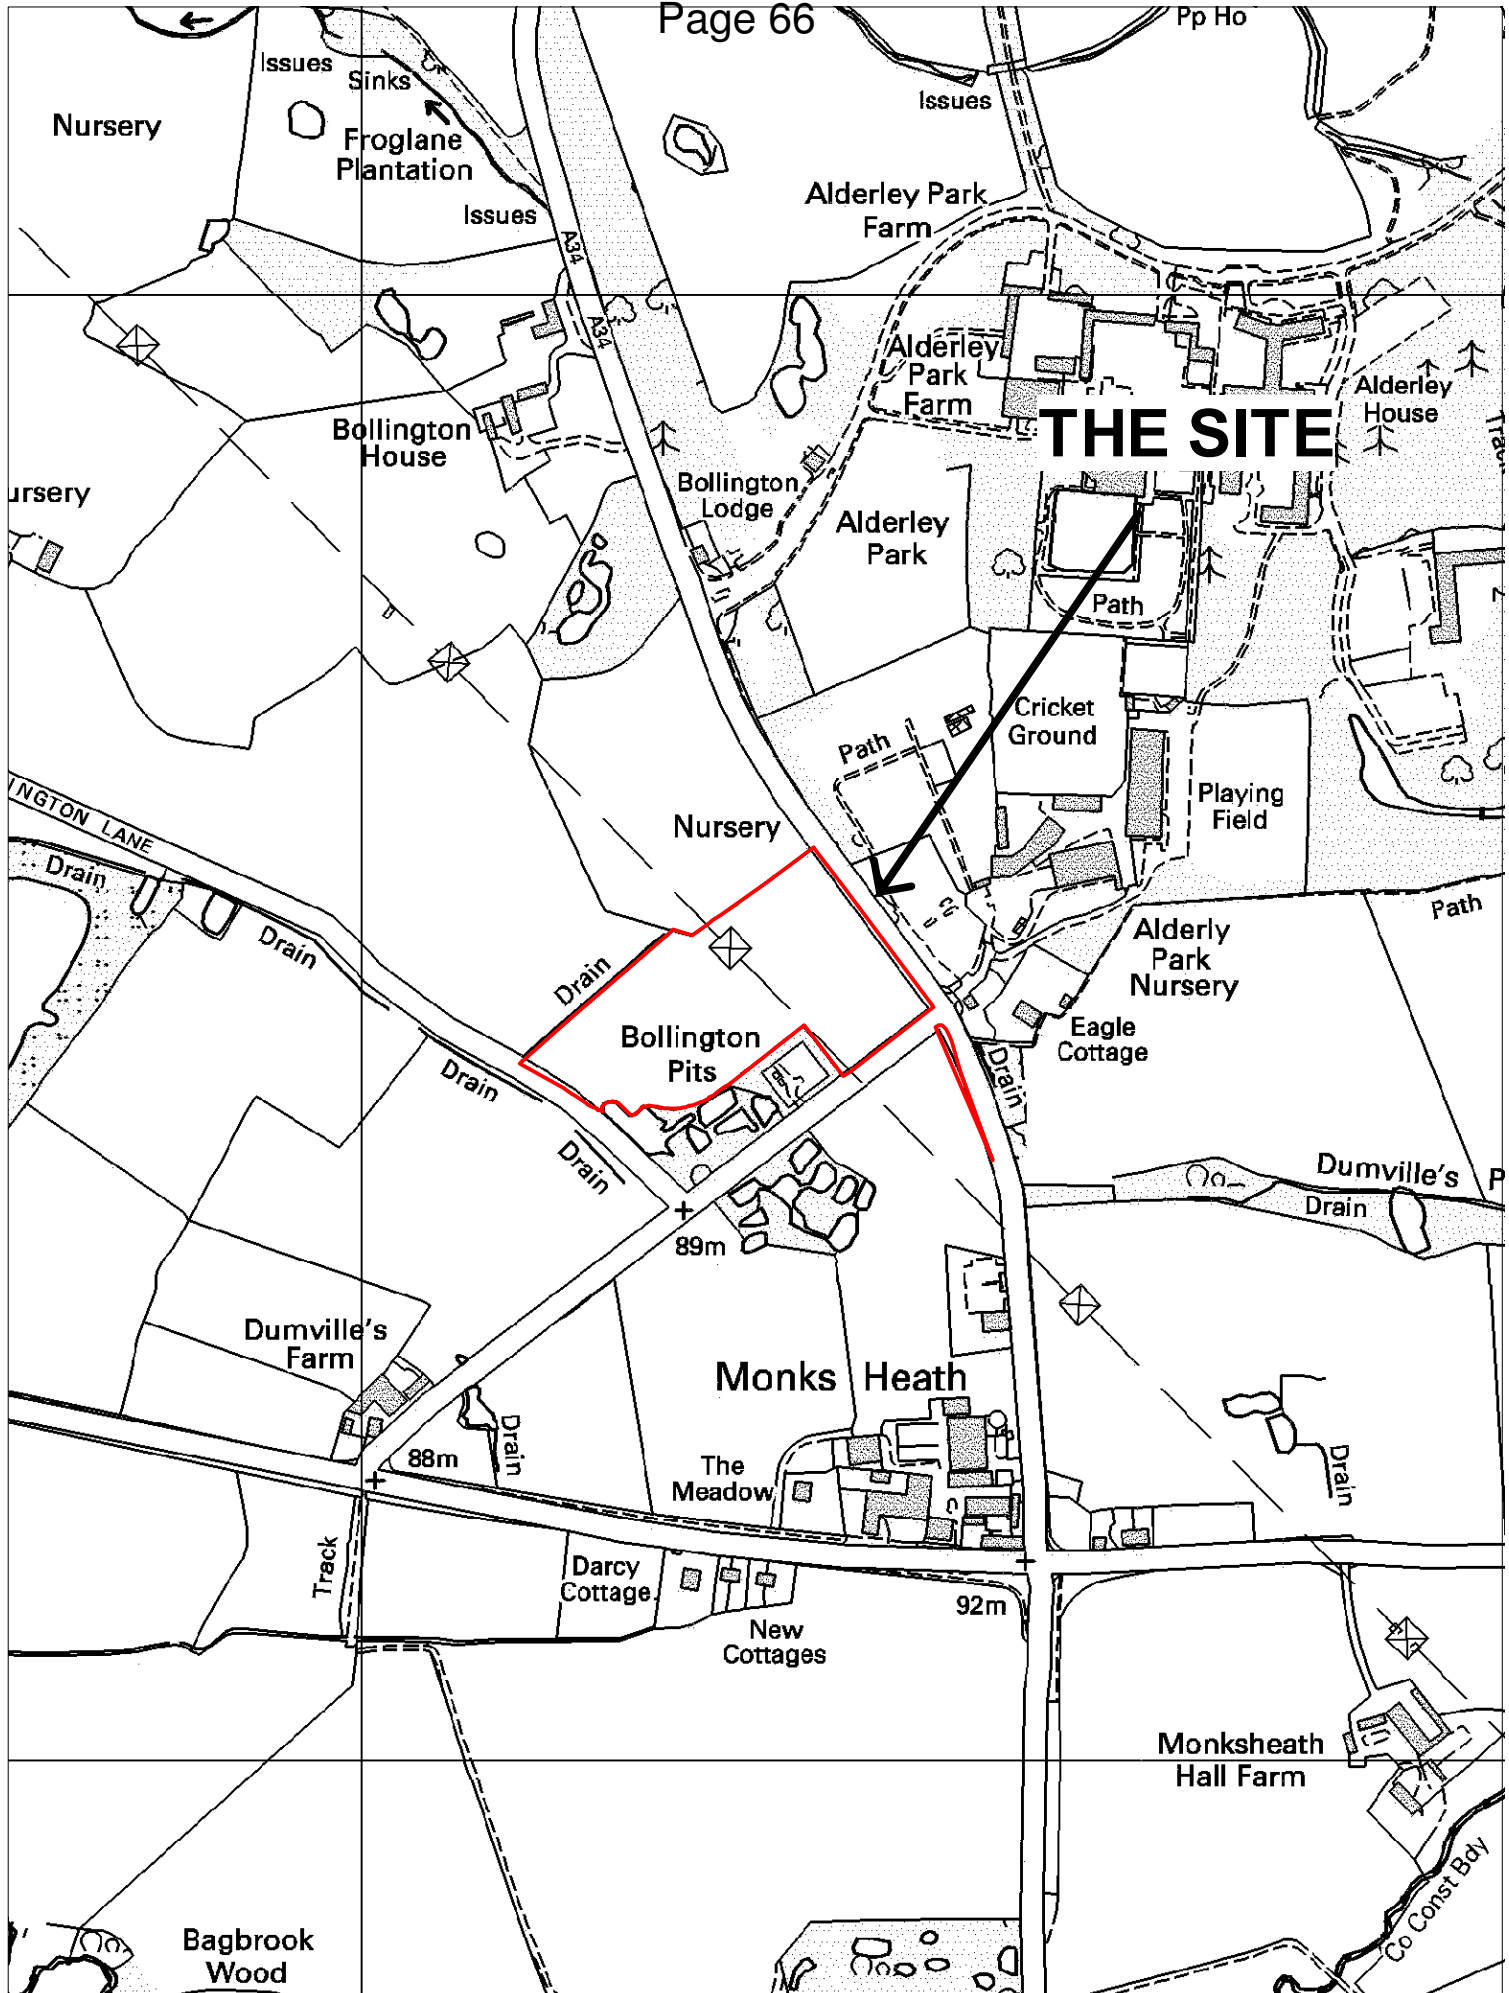 Page 66
Pp Ho
Issues
Sinks
Issues
Nursery
Froglane
Plantation
Issues
Alderley Park
Farm
A34
A34
Alderley
Park
Farm
Alderley
House
THE SITE
Track
Bollington
House
Bollington
Lodge
ursery
Alderley
Park
Path
Cricket
Ground
Path
Playing
Field
INGTON LANE
Nursery
Drain
Path
Drain
Drain
Alderly
Park
Nursery
Bollington
Pits
Eagle
Cottage
Drain
Drain
Drain
Dumville's P
Drain
89m
Dumville's
Farm
Monks Heath
88m
Drain
The
Meadow
Drain
Track
Darcy
Cottage
92m
New
Cottages
Monksheath
Hall Farm
Co Const Bdy
Bagbrook
Wood